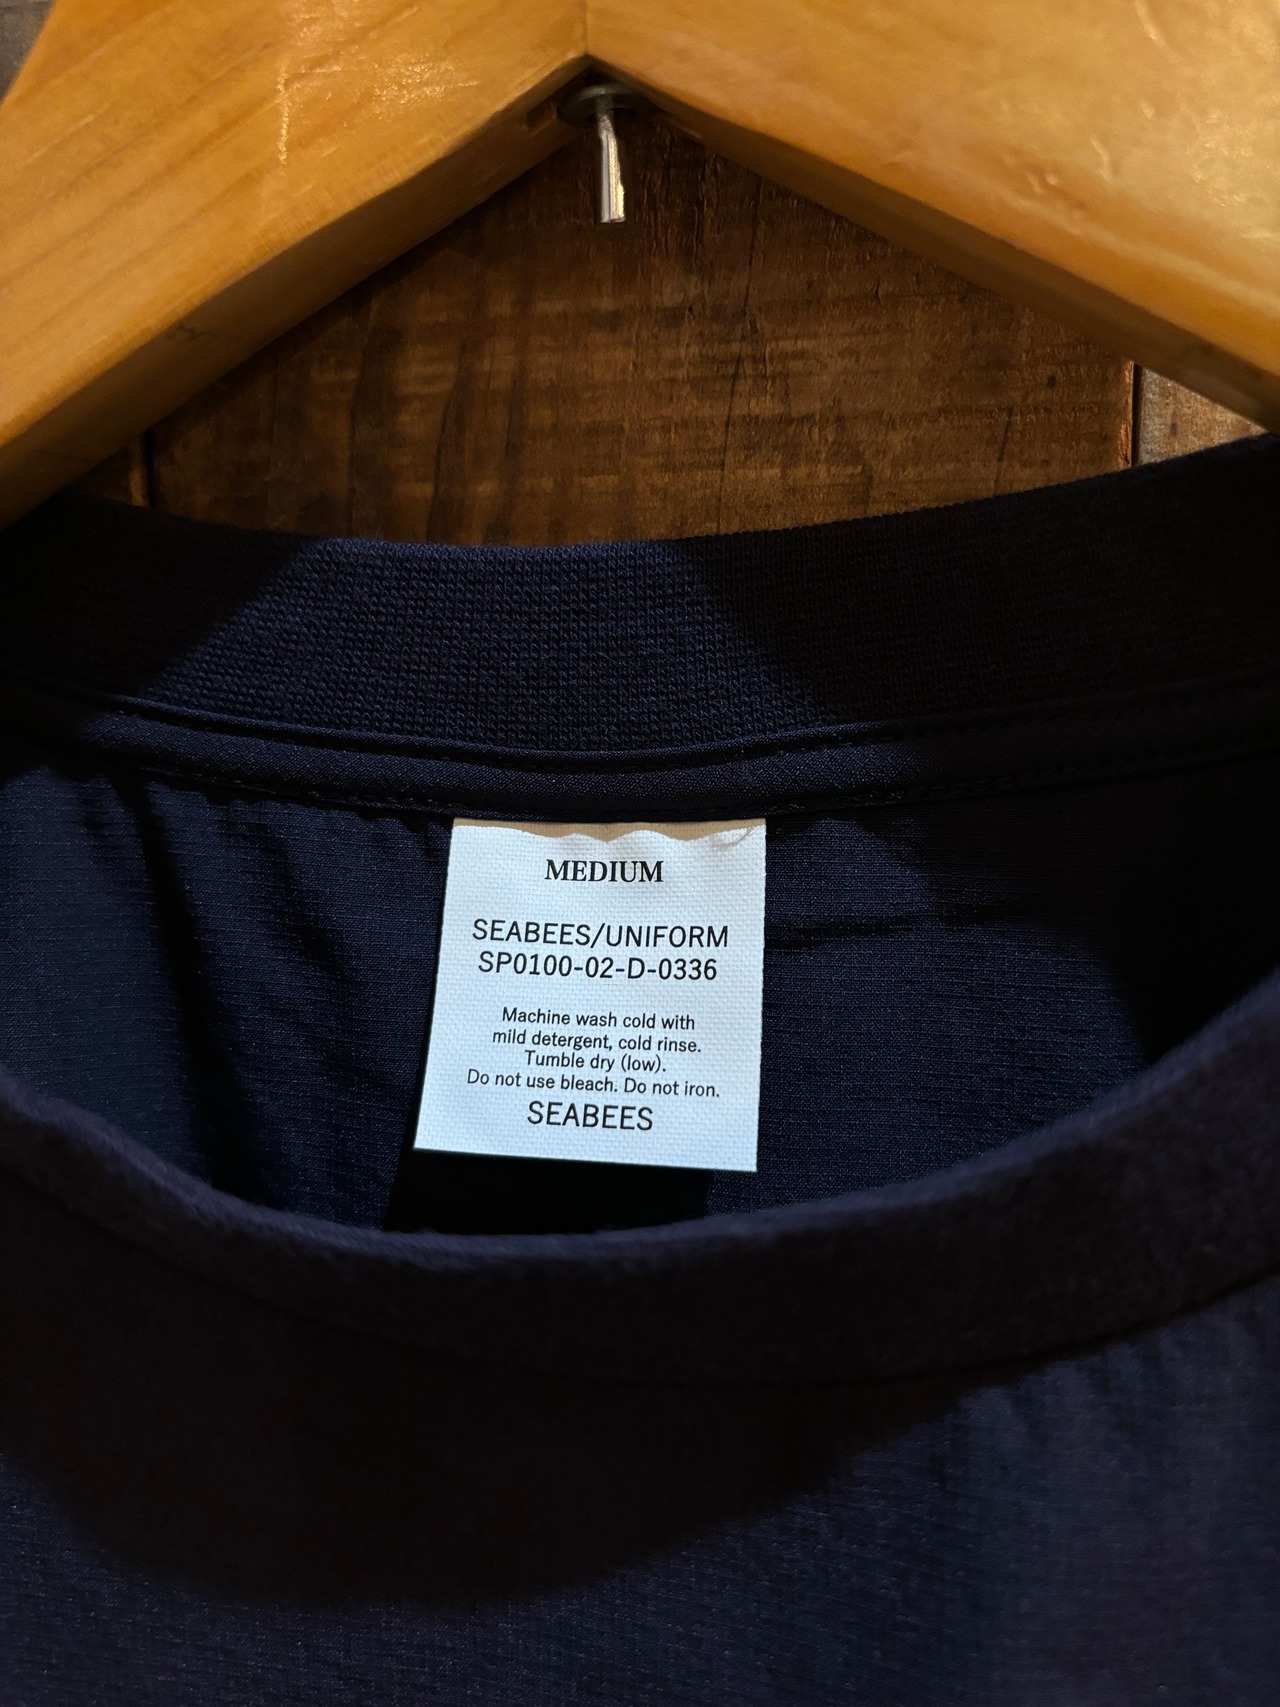 MEDIUM
SEABEES/UNIFORM
SP0100-02-D-0336
Machine wash cold with
mild detergent, cold rinse.
Tumble dry (low).
Do not use bleach. Do not iron.
SEABEES